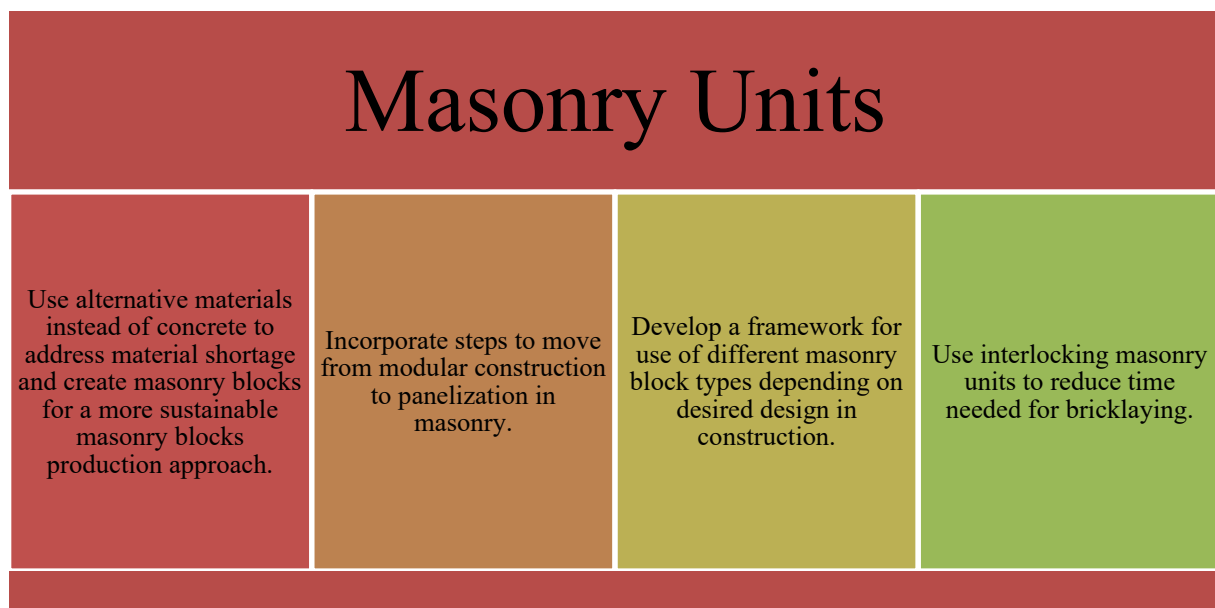 Masonry Units
Use alternative materials
instead of concrete to
address material shortage
and create masonry blocks
for a more sustainable
masonry blocks
production approach.
Incorporate steps to move
from modular construction
to panelization in
masonry.
Develop a framework for
use of different masonry
block types depending on
desired design in
construction.
Use interlocking masonry
units to reduce time
needed for bricklaying.